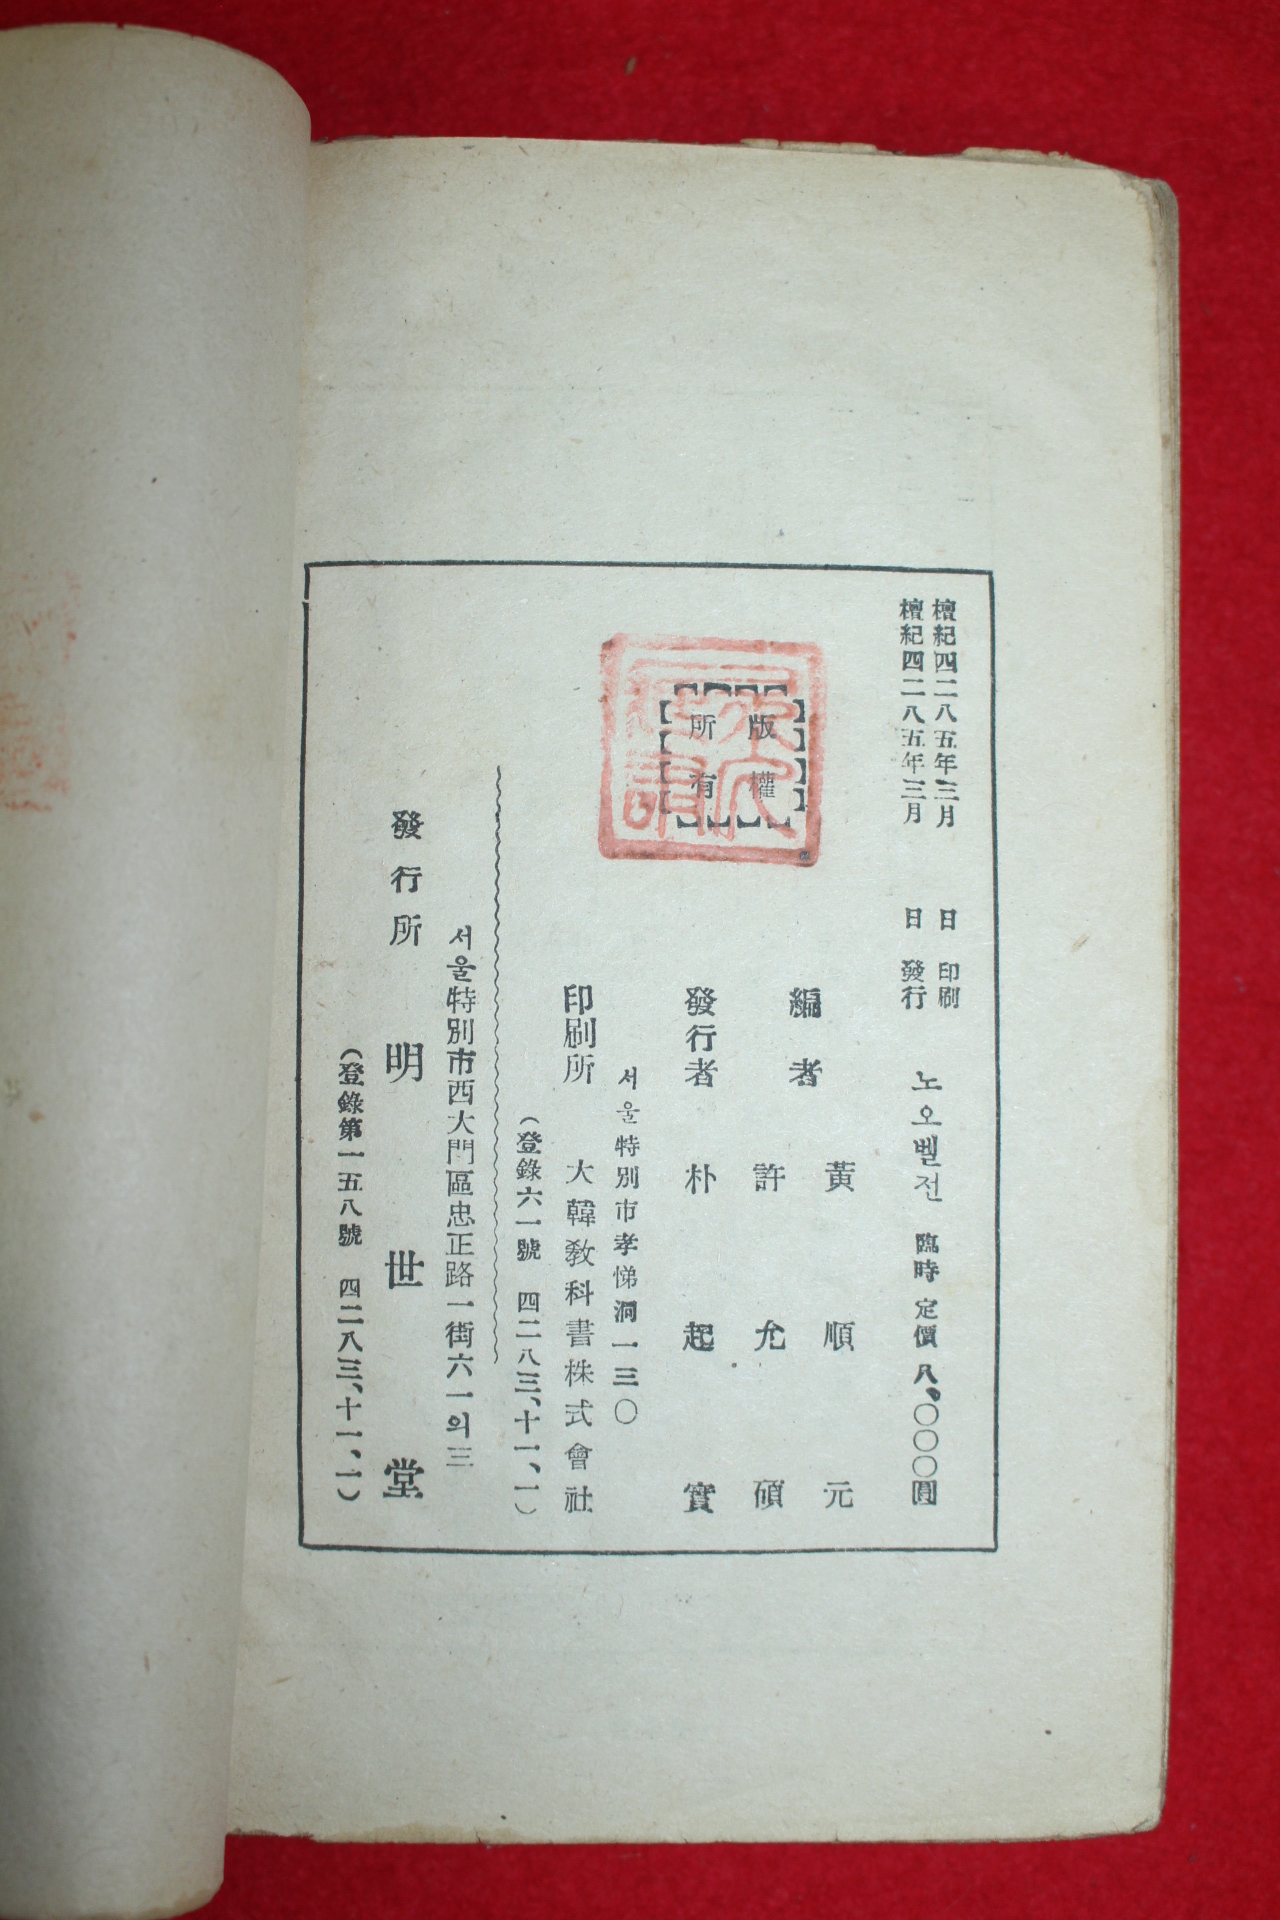 檀紀四二八五年三月 日 印刷
檀紀四二八五年三月 日 發行
노오벨전 臨時定價 八、〇〇〇圓
版權
所有
編者 黃順元
許允碩
發行者 朴起實
서울特別市孝悌洞一三〇
印刷所 大韓敎科書株式會社
(登錄六一號 四二八三、十一、一)
서울特別市西大門區忠正路一街六一의三
發行所 明世堂
(登錄第一五八號 四二八三、十一、一)